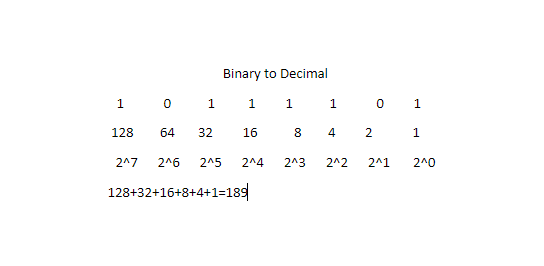 Binary to Decimal
1 0 1 1 1 1 0 1
128 64 32 16 8 4 2 1
2^7 2^6 2^5 2^4 2^3 2^2 2^1 2^0
128+32+16+8+4+1=189